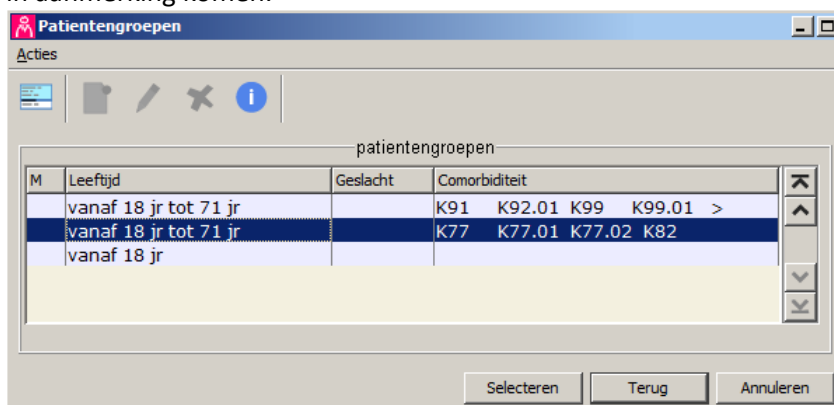 in aanmerking komen.
Patientengroepen
Acties
patientengroepen
M Leeftijd Geslacht Comorbiditeit
vanaf 18 jr tot 71 jr K91 K92.01 K99 K99.01 >
vanaf 18 jr tot 71 jr K77 K77.01 K77.02 K82
vanaf 18 jr
Selecteren Terug Annuleren